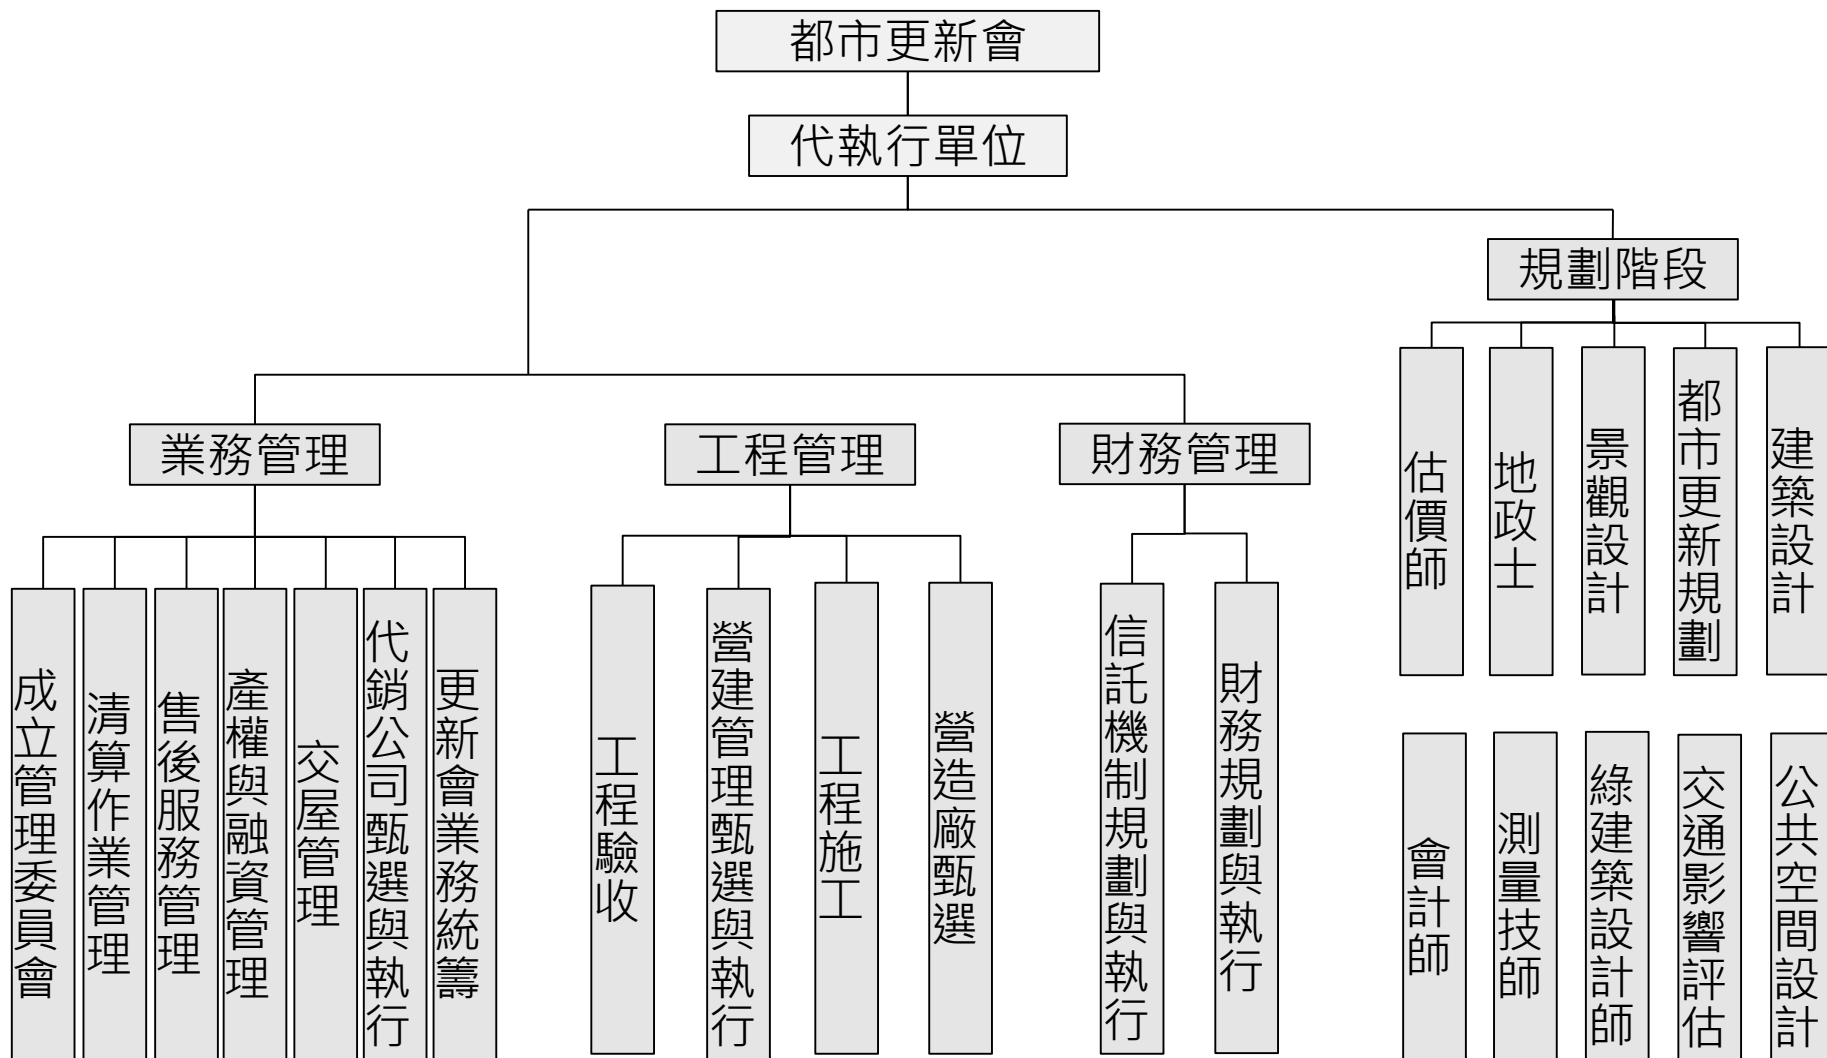 都市更新會
代執行單位
規劃階段
業務管理
工程管理
財務管理
估價師
地政士
景觀設計
都市更新規劃
建築設計
成立管理委員會
清算作業管理
售後服務管理
產權與融資管理
交屋管理
代銷公司甄選與執行
更新會業務統籌
工程驗收
營建管理甄選與執行
工程施工
營造廠甄選
信託機制規劃與執行
財務規劃與執行
會計師
測量技師
綠建築設計師
交通影響評估
公共空間設計